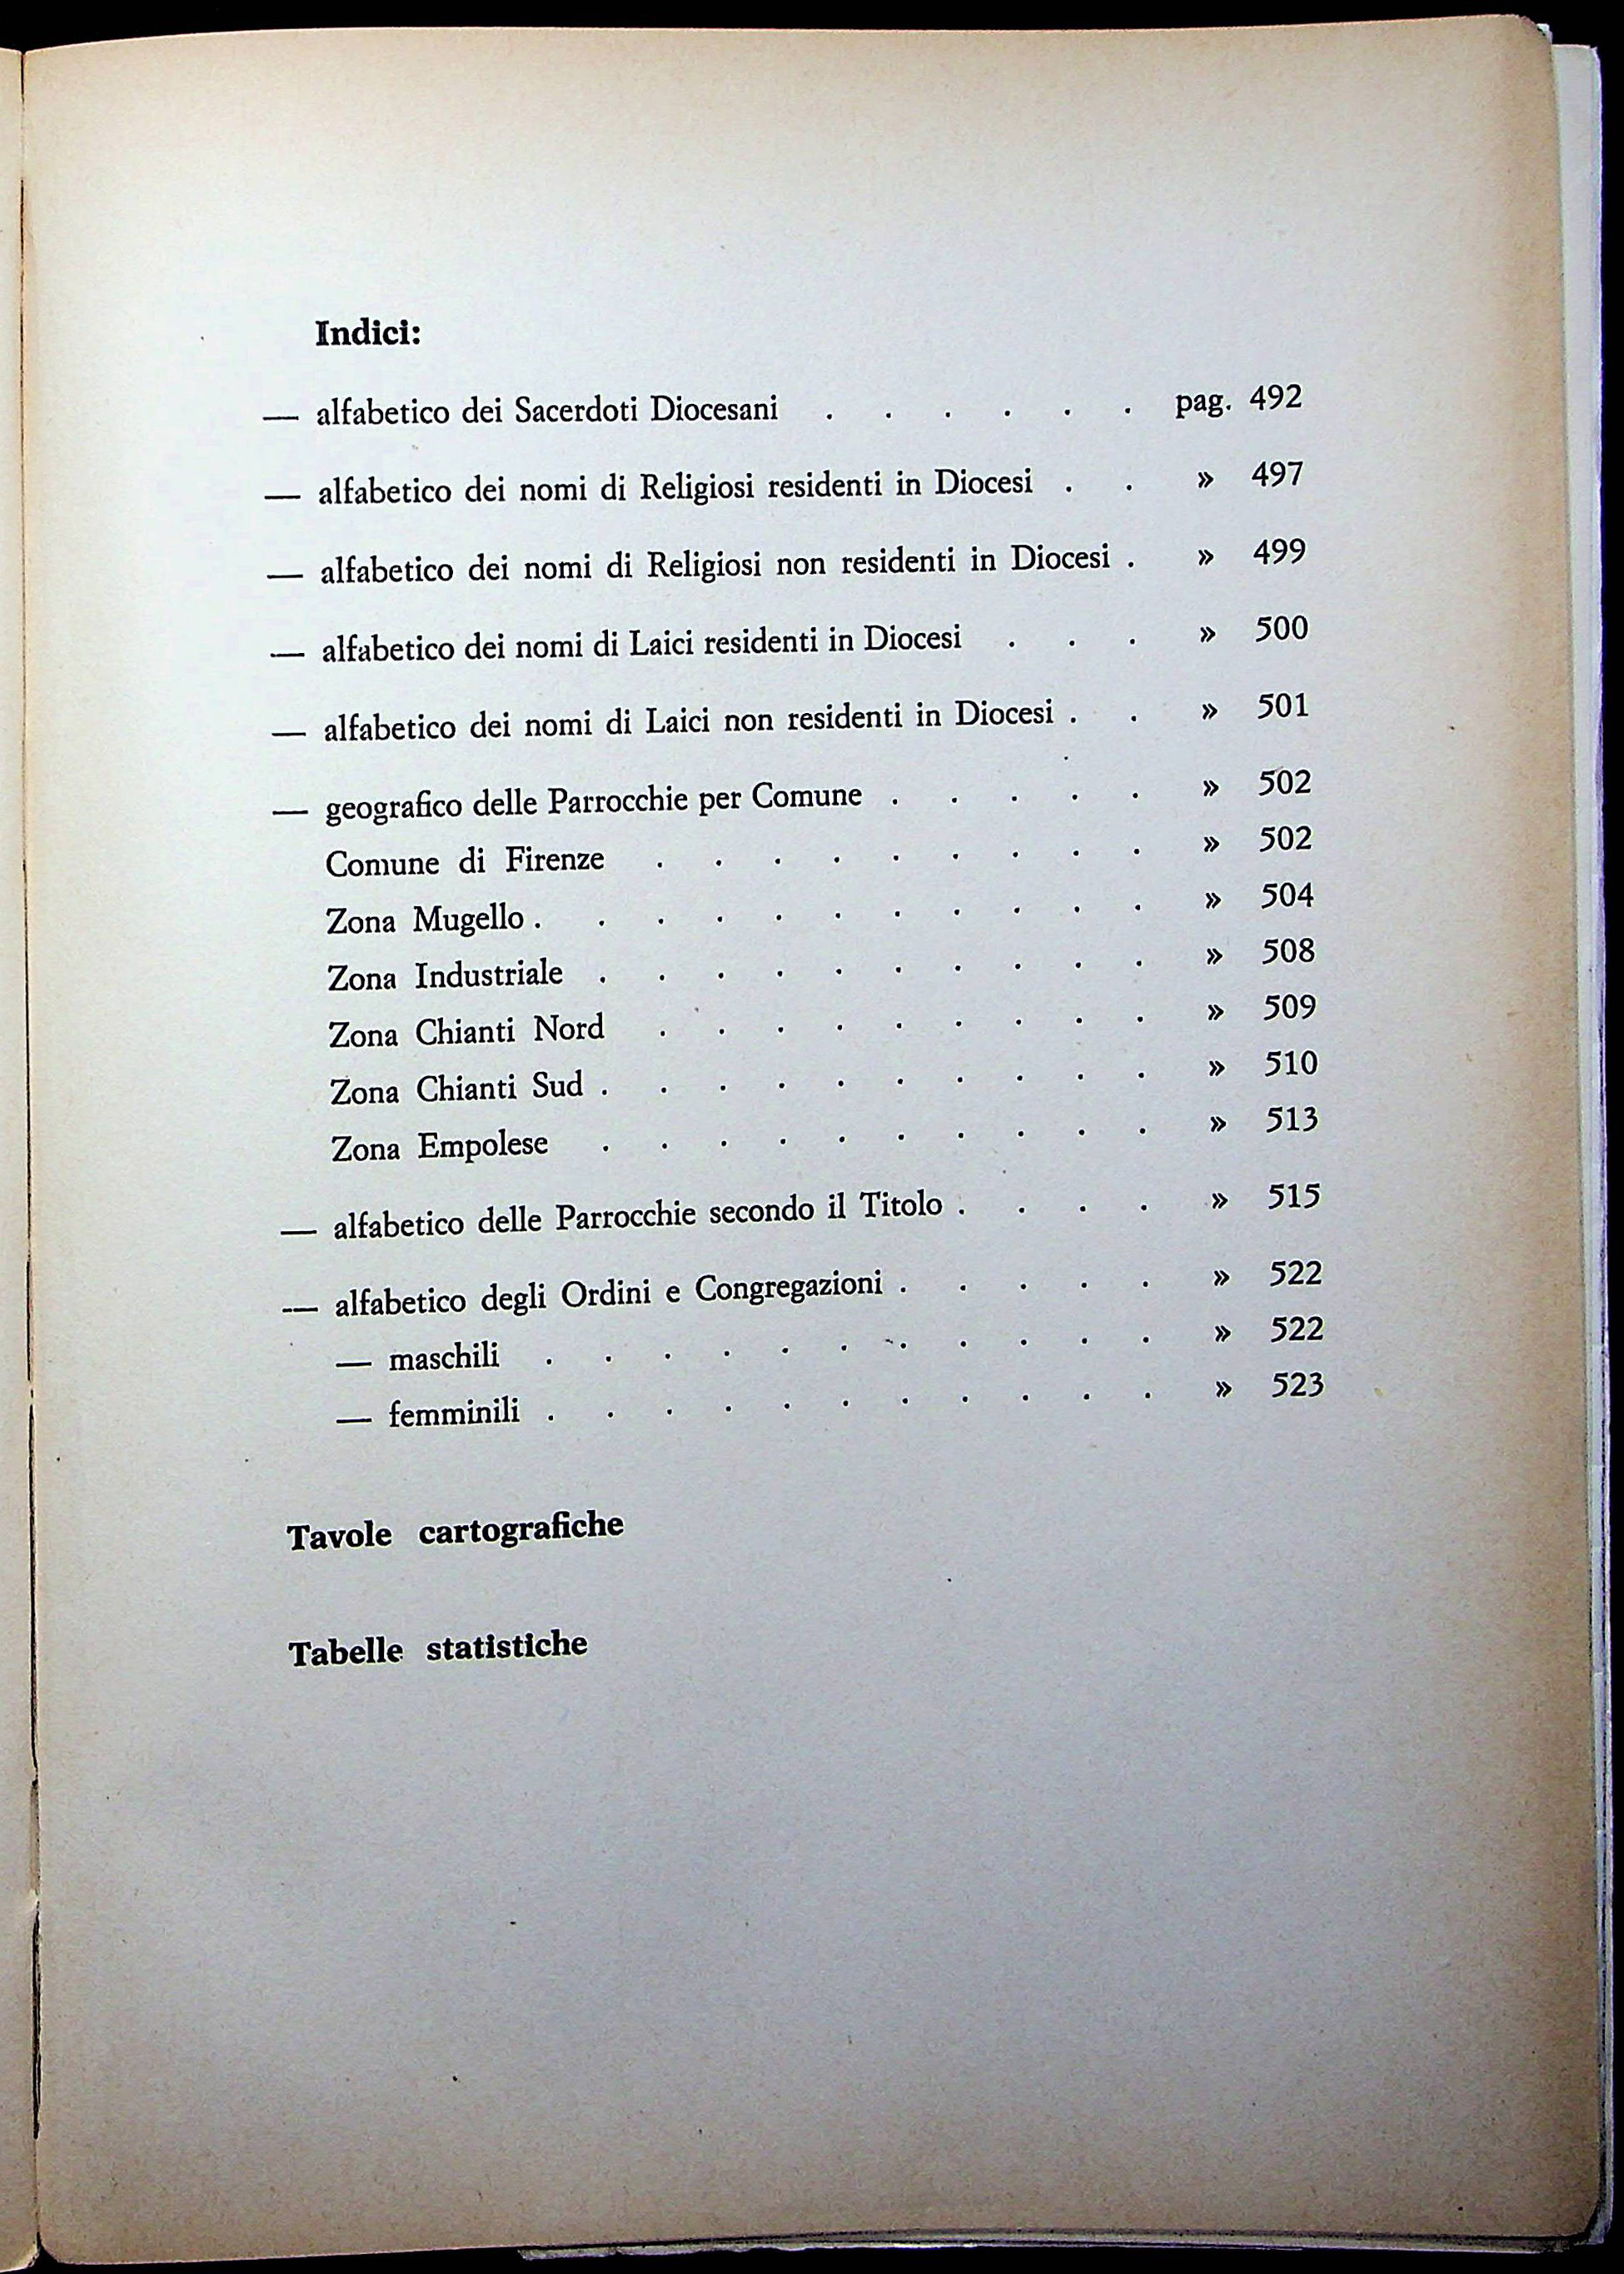 Indici:
— alfabetico dei Sacerdoti Diocesani . . . . . . pag. 492
— alfabetico dei nomi di Religiosi residenti in Diocesi . . » 497
— alfabetico dei nomi di Religiosi non residenti in Diocesi . » 499
— alfabetico dei nomi di Laici residenti in Diocesi . . . » 500
— alfabetico dei nomi di Laici non residenti in Diocesi . . » 501
— geografico delle Parrocchie per Comune . . . . . » 502
Comune di Firenze . . . . . . . . . » 502
Zona Mugello . . . . . . . . . . . » 504
Zona Industriale . . . . . . . . . . » 508
Zona Chianti Nord . . . . . . . . . » 509
Zona Chianti Sud . . . . . . . . . . » 510
Zona Empolese . . . . . . . . . . » 513
— alfabetico delle Parrocchie secondo il Titolo . . . . » 515
— alfabetico degli Ordini e Congregazioni . . . . . » 522
— maschili . . . . . . . . . . . » 522
— femminili . . . . . . . . . . . » 523
Tavole cartografiche
Tabelle statistiche